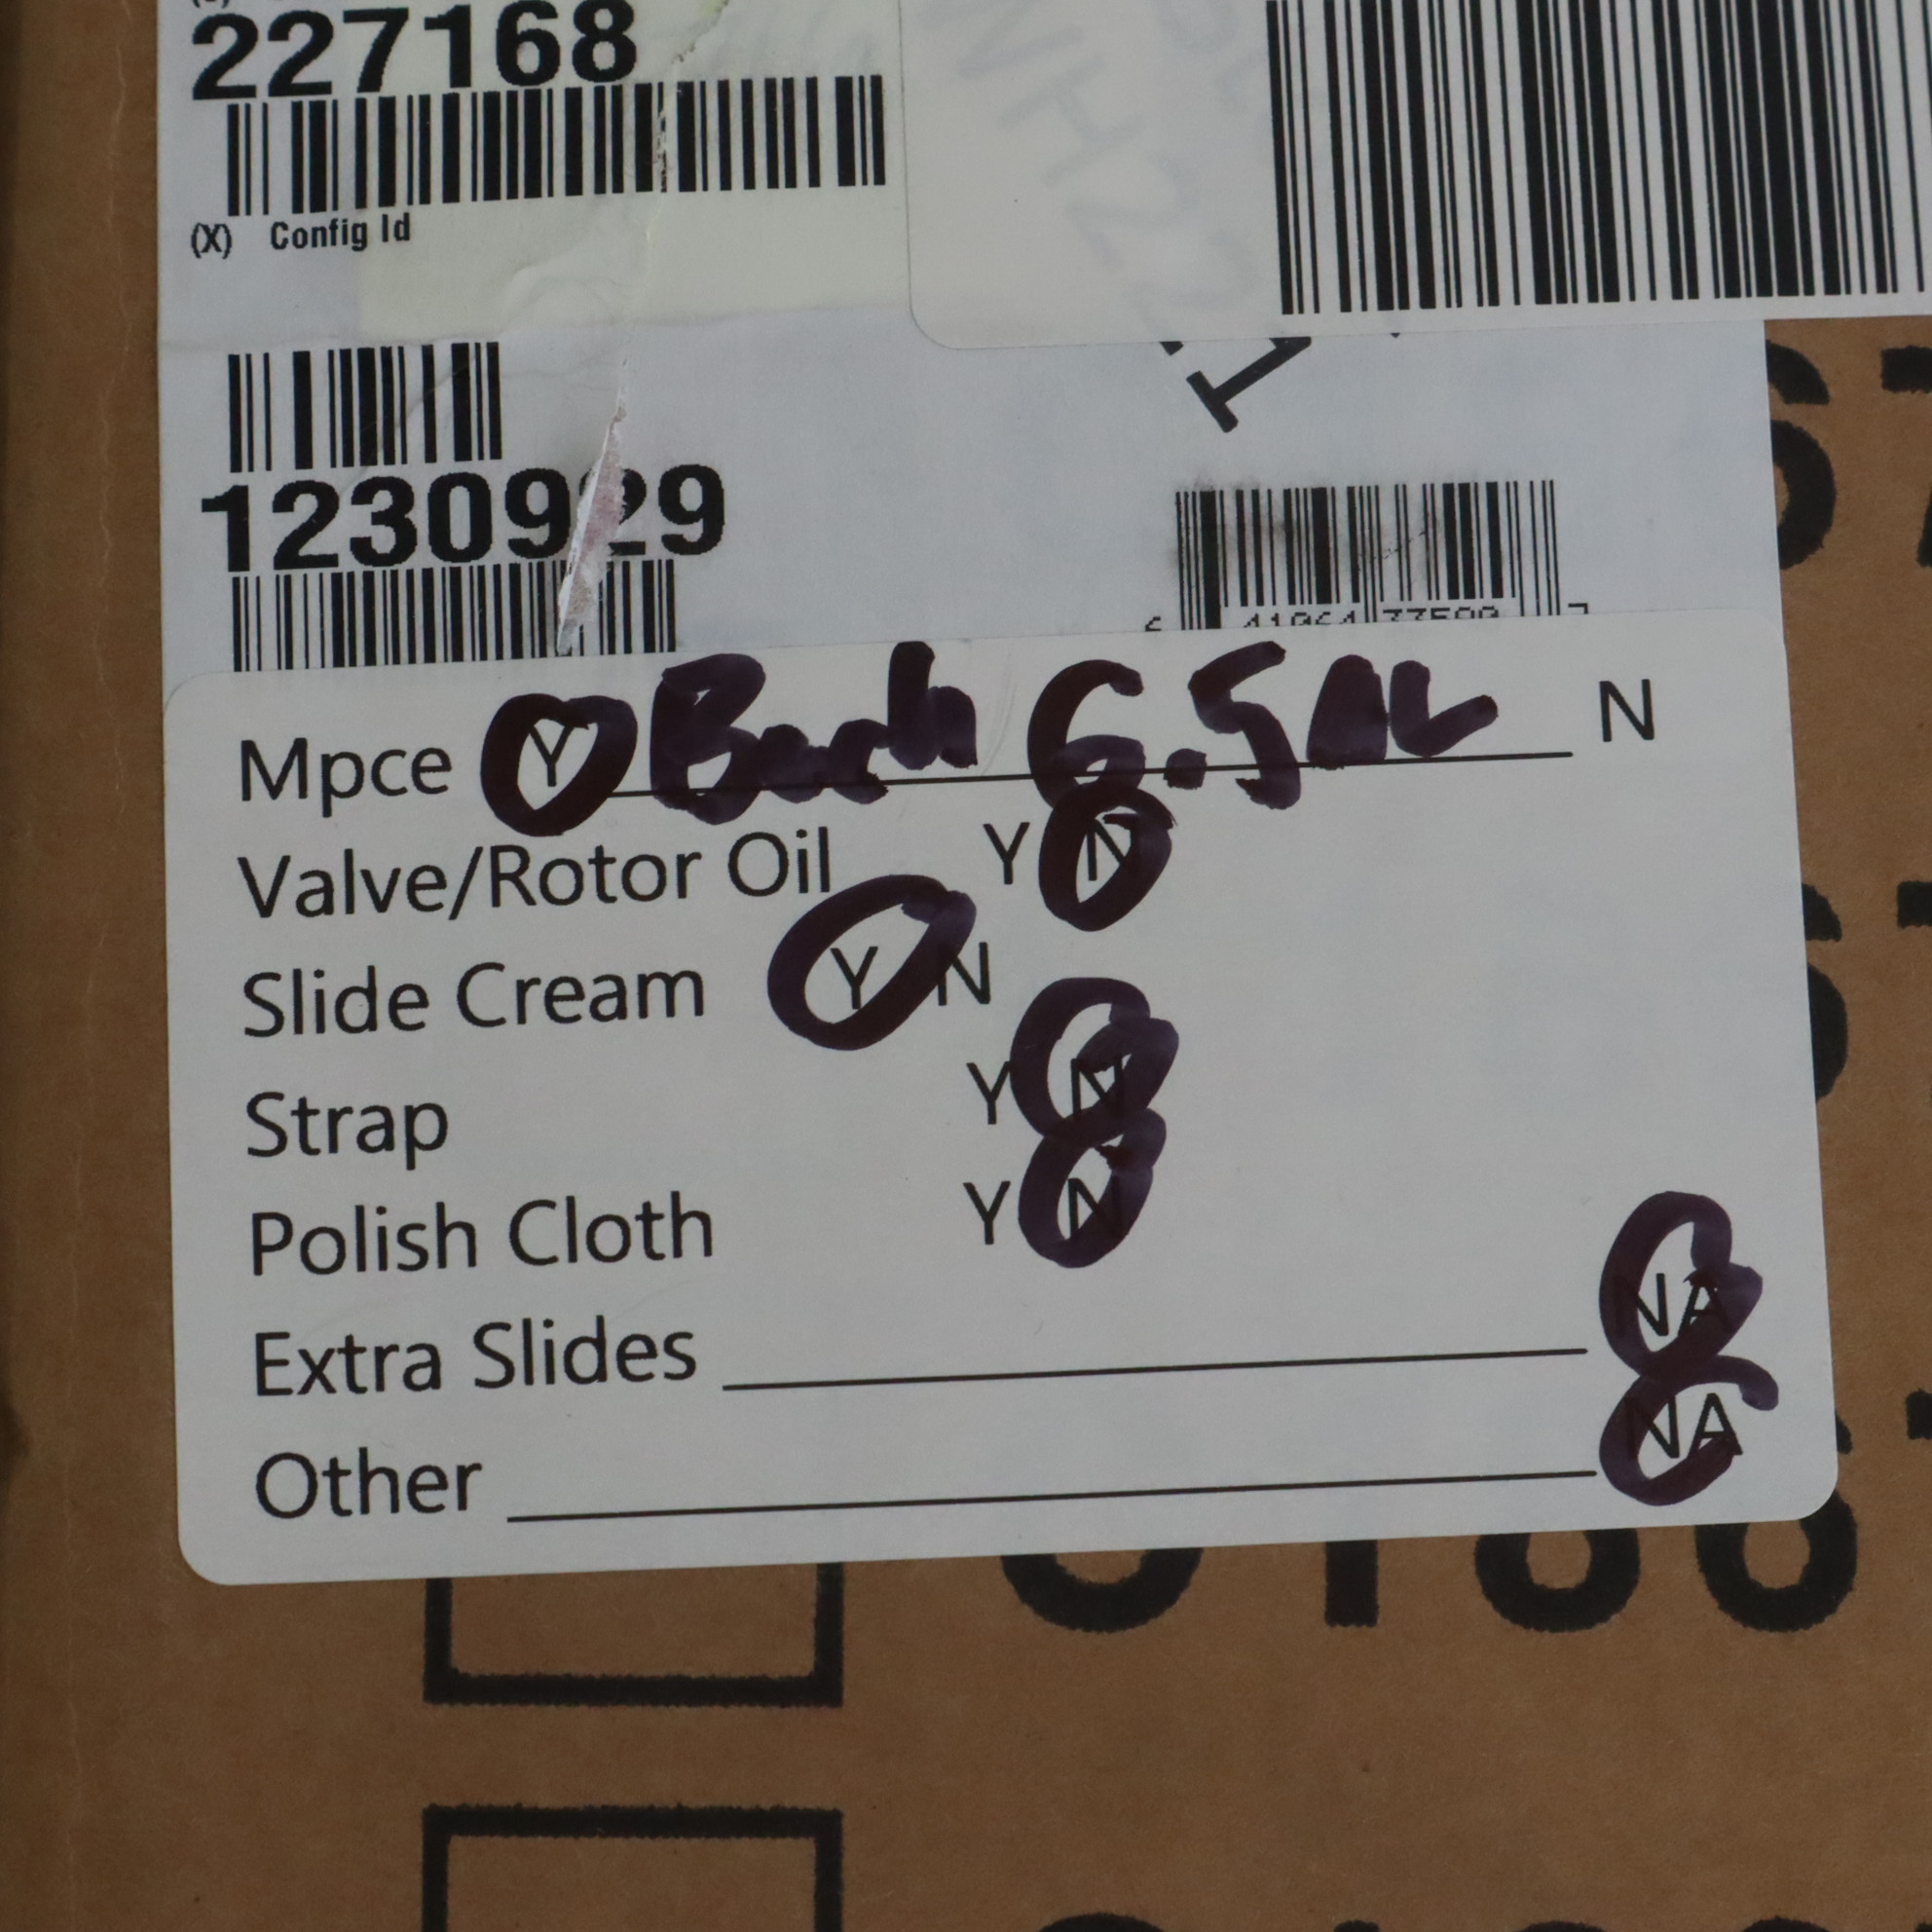 227168
(X) Config Id
1230929
Mpce Y Bach 6.5AL N
Valve/Rotor Oil Y N
Slide Cream Y N
Strap Y N
Polish Cloth Y N
Extra Slides NA
Other NA